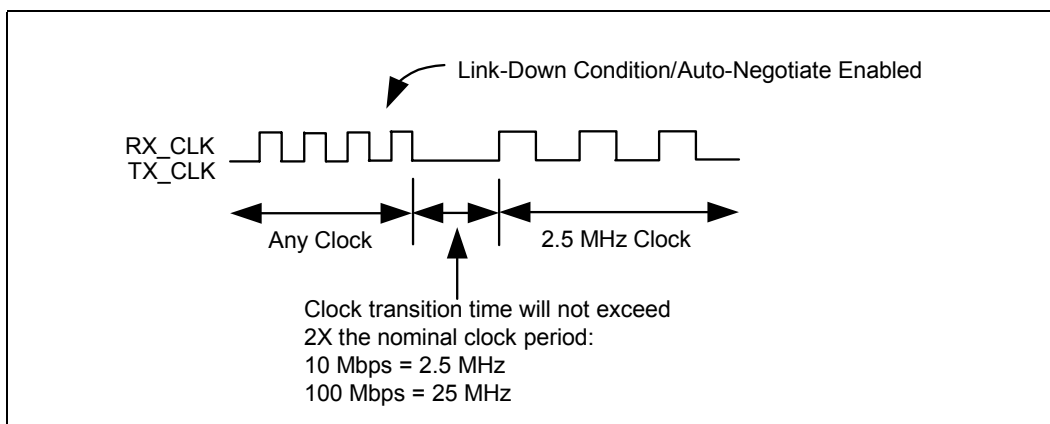 Link-Down Condition/Auto-Negotiate Enabled
RX_CLK
TX_CLK
Any Clock
2.5 MHz Clock
Clock transition time will not exceed
2X the nominal clock period:
10 Mbps = 2.5 MHz
100 Mbps = 25 MHz